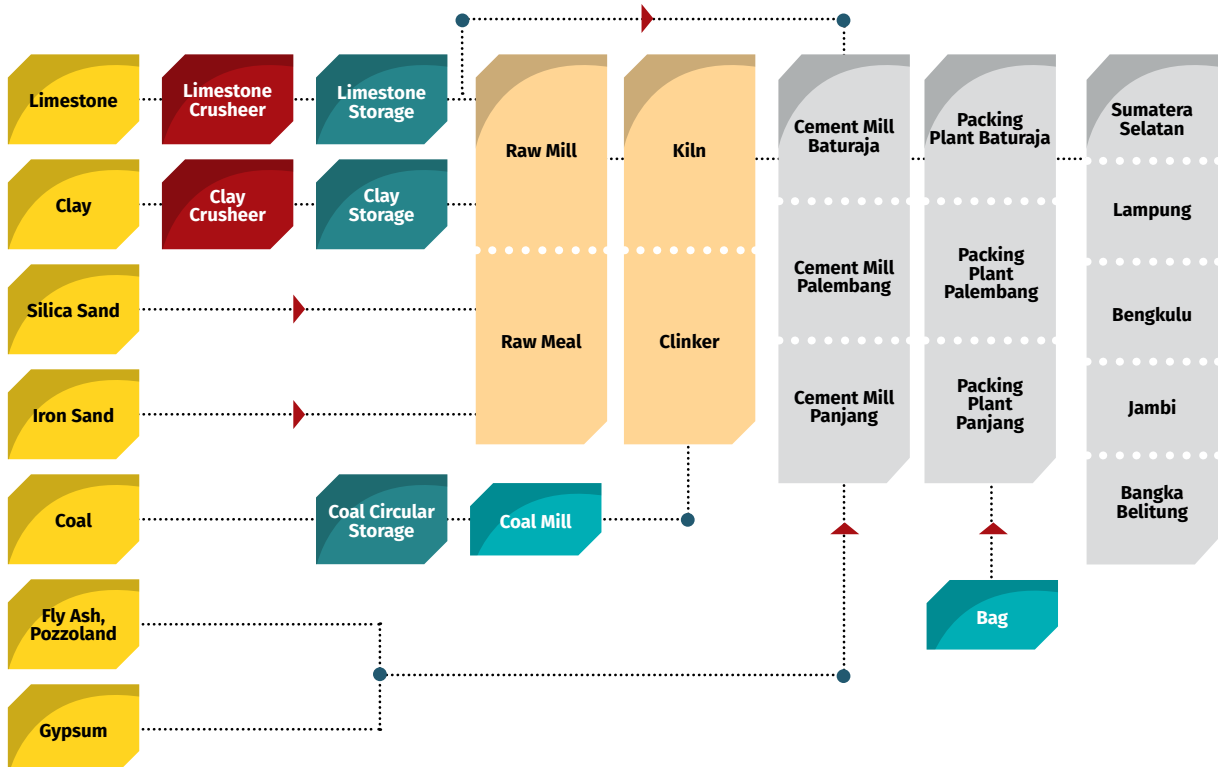 Limestone
Limestone
Crusheer
Limestone
Storage
Clay
Clay
Crusheer
Clay
Storage
Silica Sand
Iron Sand
Coal
Coal Circular
Storage
Coal Mill
Fly Ash,
Pozzoland
Gypsum
Raw Mill
Raw Meal
Kiln
Clinker
Cement Mill
Baturaja
Cement Mill
Palembang
Cement Mill
Panjang
Packing
Plant Baturaja
Packing
Plant
Palembang
Packing
Plant
Panjang
Bag
Sumatera
Selatan
Lampung
Bengkulu
Jambi
Bangka
Belitung